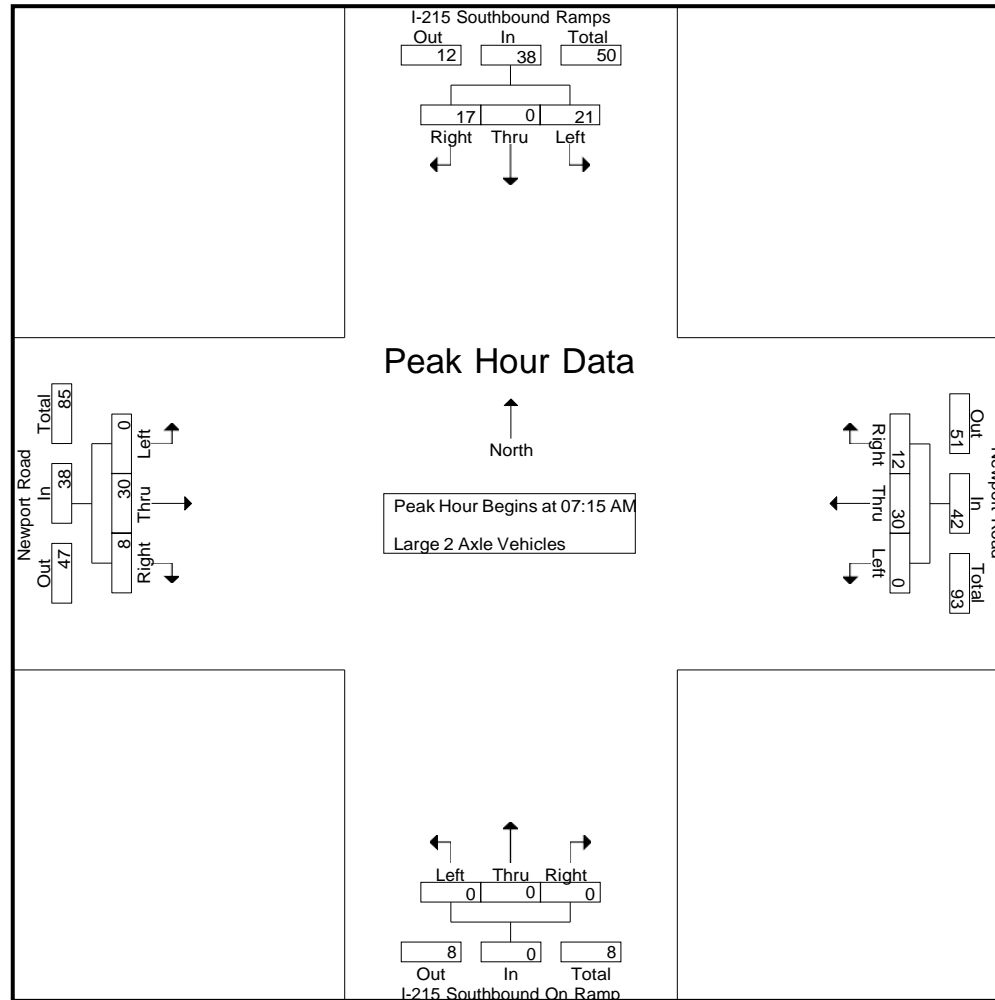 I-215 Southbound Ramps
Out In Total
12 38 50
17 0 21
Right Thru Left
Peak Hour Data
North
Peak Hour Begins at 07:15 AM
Large 2 Axle Vehicles
Newport Road
Out In Total
47 38 85
Left Thru Right
0 30 8
Newport Road
Out In Total
51 42 93
Right Thru Left
12 30 0
Left Thru Right
0 0 0
8 0 8
Out In Total
I-215 Southbound On Ramp